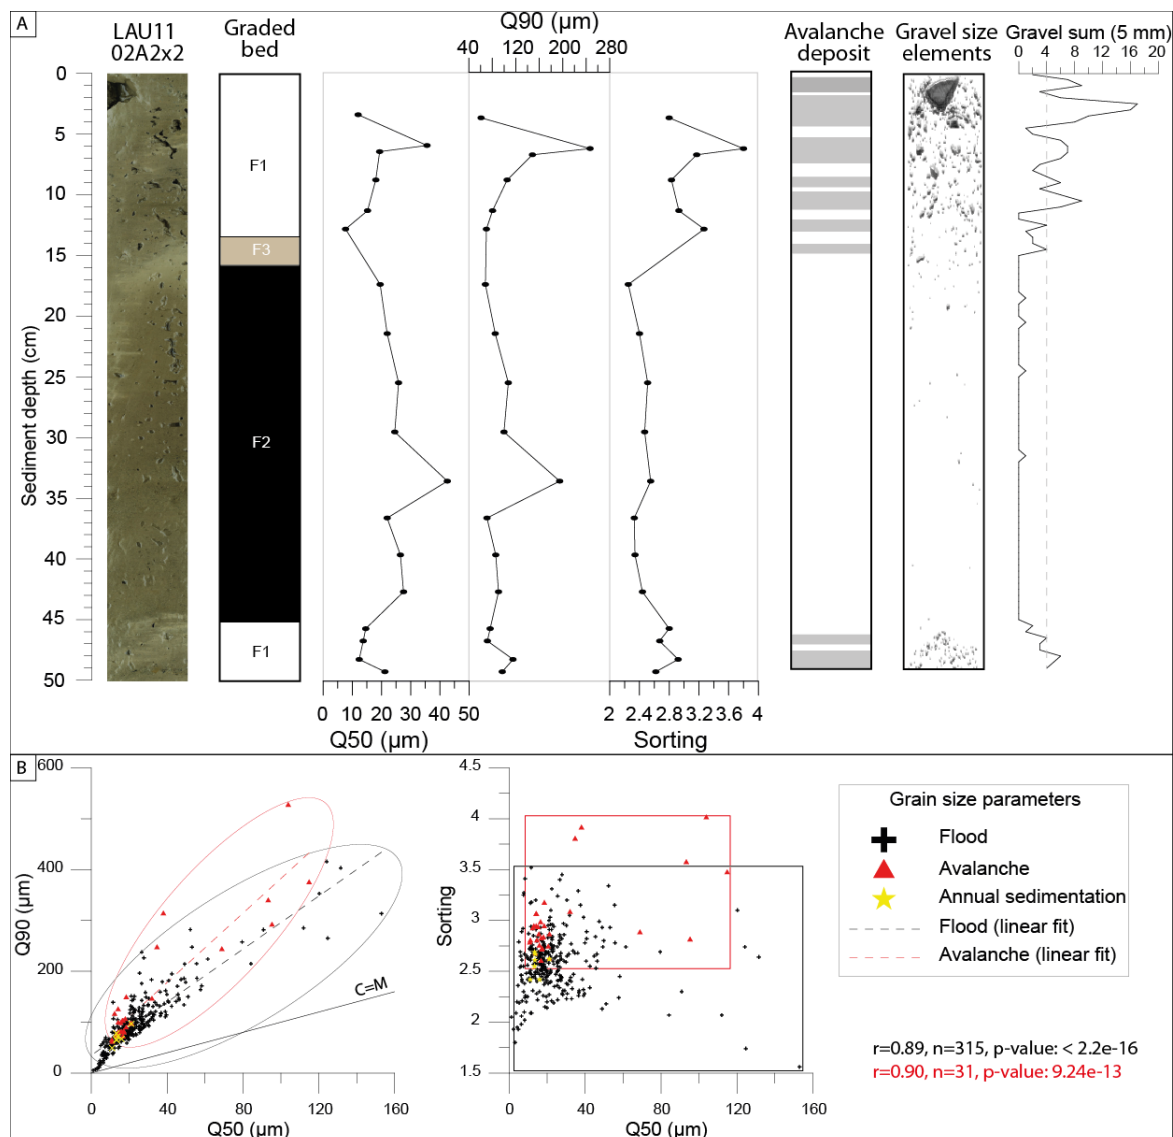 A
LAU11
02A2x2
Graded
bed
Q90 (µm)
40 120 200 280
Avalanche
deposit
Gravel size
elements
Gravel sum (5 mm)
0 4 8 12 16 20
Sediment depth (cm)
0
5
10
15
20
25
30
35
40
45
50
F1
F3
F2
F1
0 10 20 30 40 50
Q50 (µm)
2 2.4 2.8 3.2 3.6 4
Sorting
B
Q90 (µm)
600
400
200
0
C=M
0 40 80 120 160
Q50 (µm)
Sorting
4.5
4
3.5
3
2.5
2
1.5
0 40 80 120 160
Q50 (µm)
Grain size parameters
Flood
Avalanche
Annual sedimentation
Flood (linear fit)
Avalanche (linear fit)
r=0.89, n=315, p-value: < 2.2e-16
r=0.90, n=31, p-value: 9.24e-13